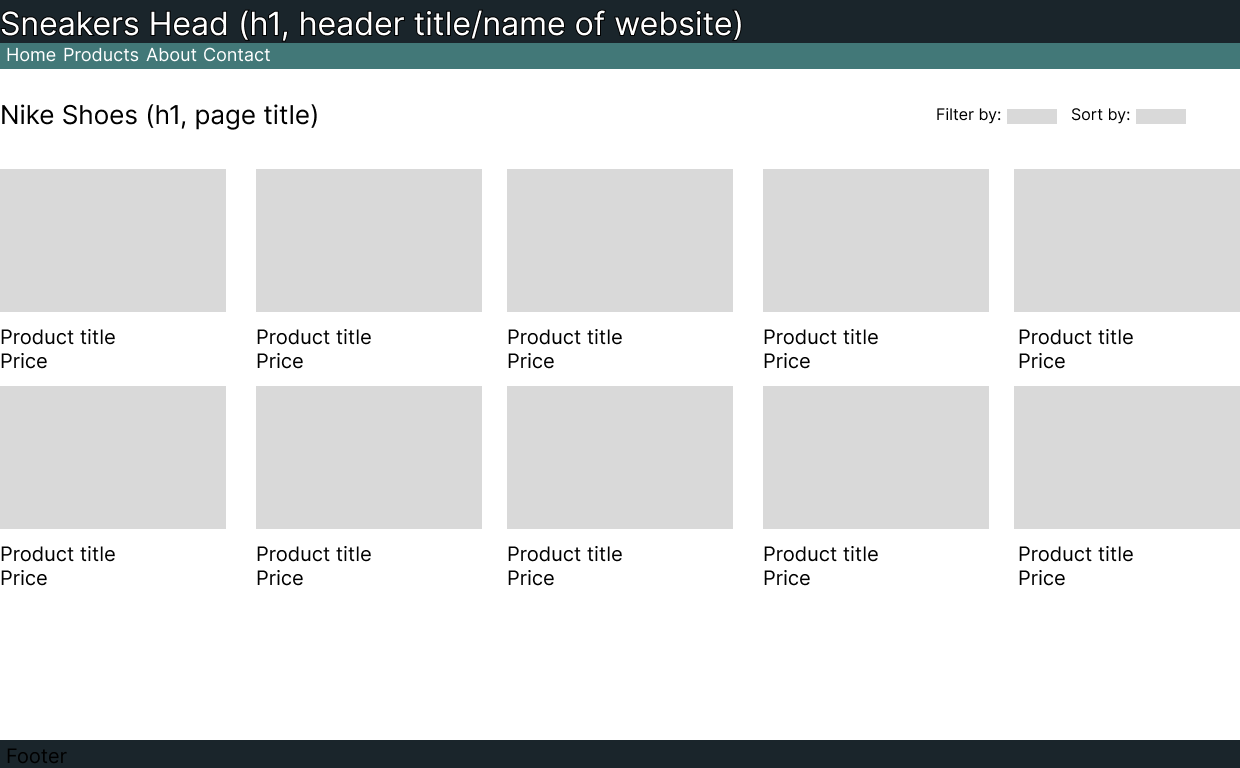 Sneakers Head (h1, header title/name of website)
Home Products About Contact
Nike Shoes (h1, page title)
Filter by: Sort by:
Product title Product title Product title Product title Product title
Price Price Price Price Price
Product title Product title Product title Product title Product title
Price Price Price Price Price
Footer